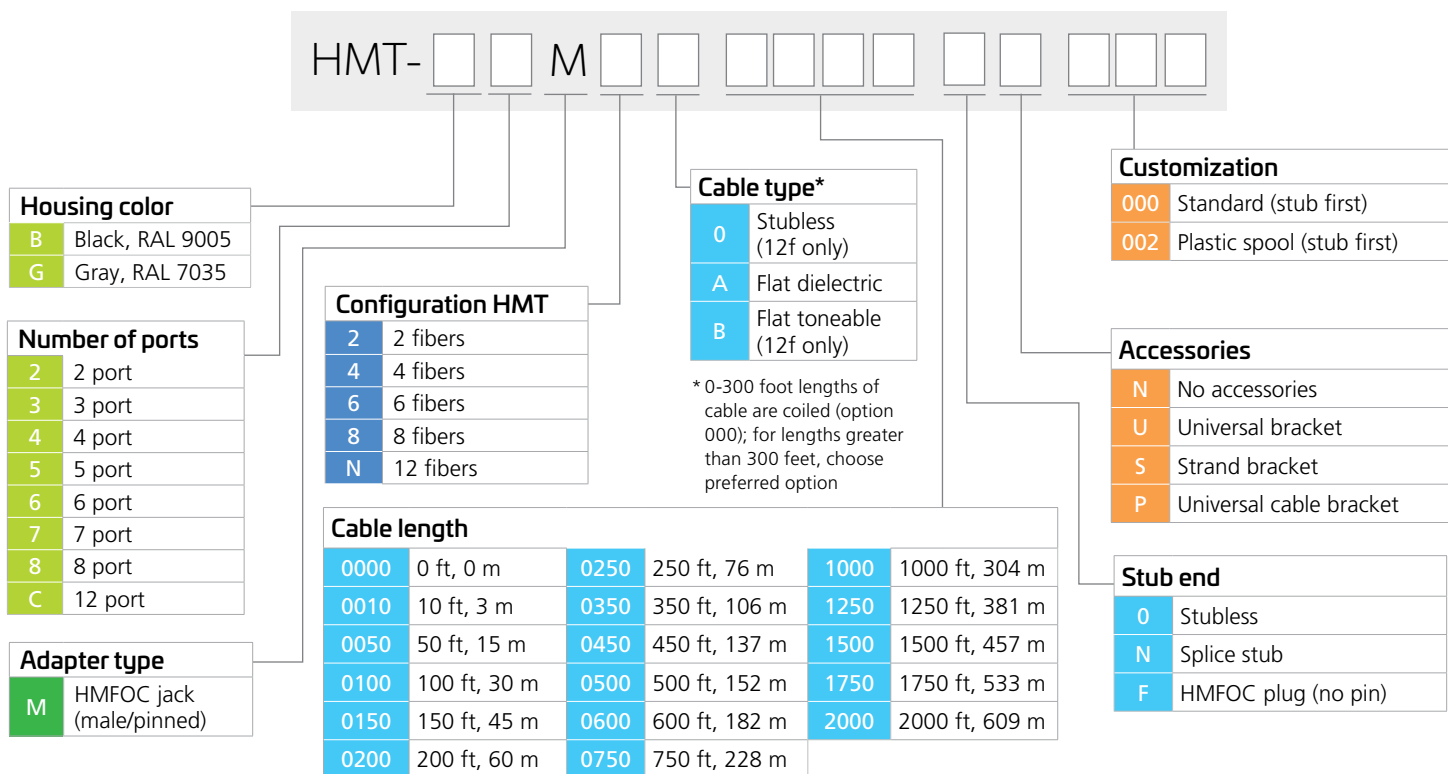 HMT- M
Housing color
B Black, RAL 9005
G Gray, RAL 7035
Number of ports
2 2 port
3 3 port
4 4 port
5 5 port
6 6 port
7 7 port
8 8 port
C 12 port
Adapter type
M HMFOC jack
(male/pinned)
Configuration HMT
2 2 fibers
4 4 fibers
6 6 fibers
8 8 fibers
N 12 fibers
Cable type*
0 Stubless
(12f only)
A Flat dielectric
B Flat toneable
(12f only)
* 0-300 foot lengths of
cable are coiled (option
000); for lengths greater
than 300 feet, choose
preferred option
Cable length
0000 0 ft, 0 m 0250 250 ft, 76 m 1000 1000 ft, 304 m
0010 10 ft, 3 m 0350 350 ft, 106 m 1250 1250 ft, 381 m
0050 50 ft, 15 m 0450 450 ft, 137 m 1500 1500 ft, 457 m
0100 100 ft, 30 m 0500 500 ft, 152 m 1750 1750 ft, 533 m
0150 150 ft, 45 m 0600 600 ft, 182 m 2000 2000 ft, 609 m
0200 200 ft, 60 m 0750 750 ft, 228 m
Customization
000 Standard (stub first)
002 Plastic spool (stub first)
Accessories
N No accessories
U Universal bracket
S Strand bracket
P Universal cable bracket
Stub end
0 Stubless
N Splice stub
F HMFOC plug (no pin)